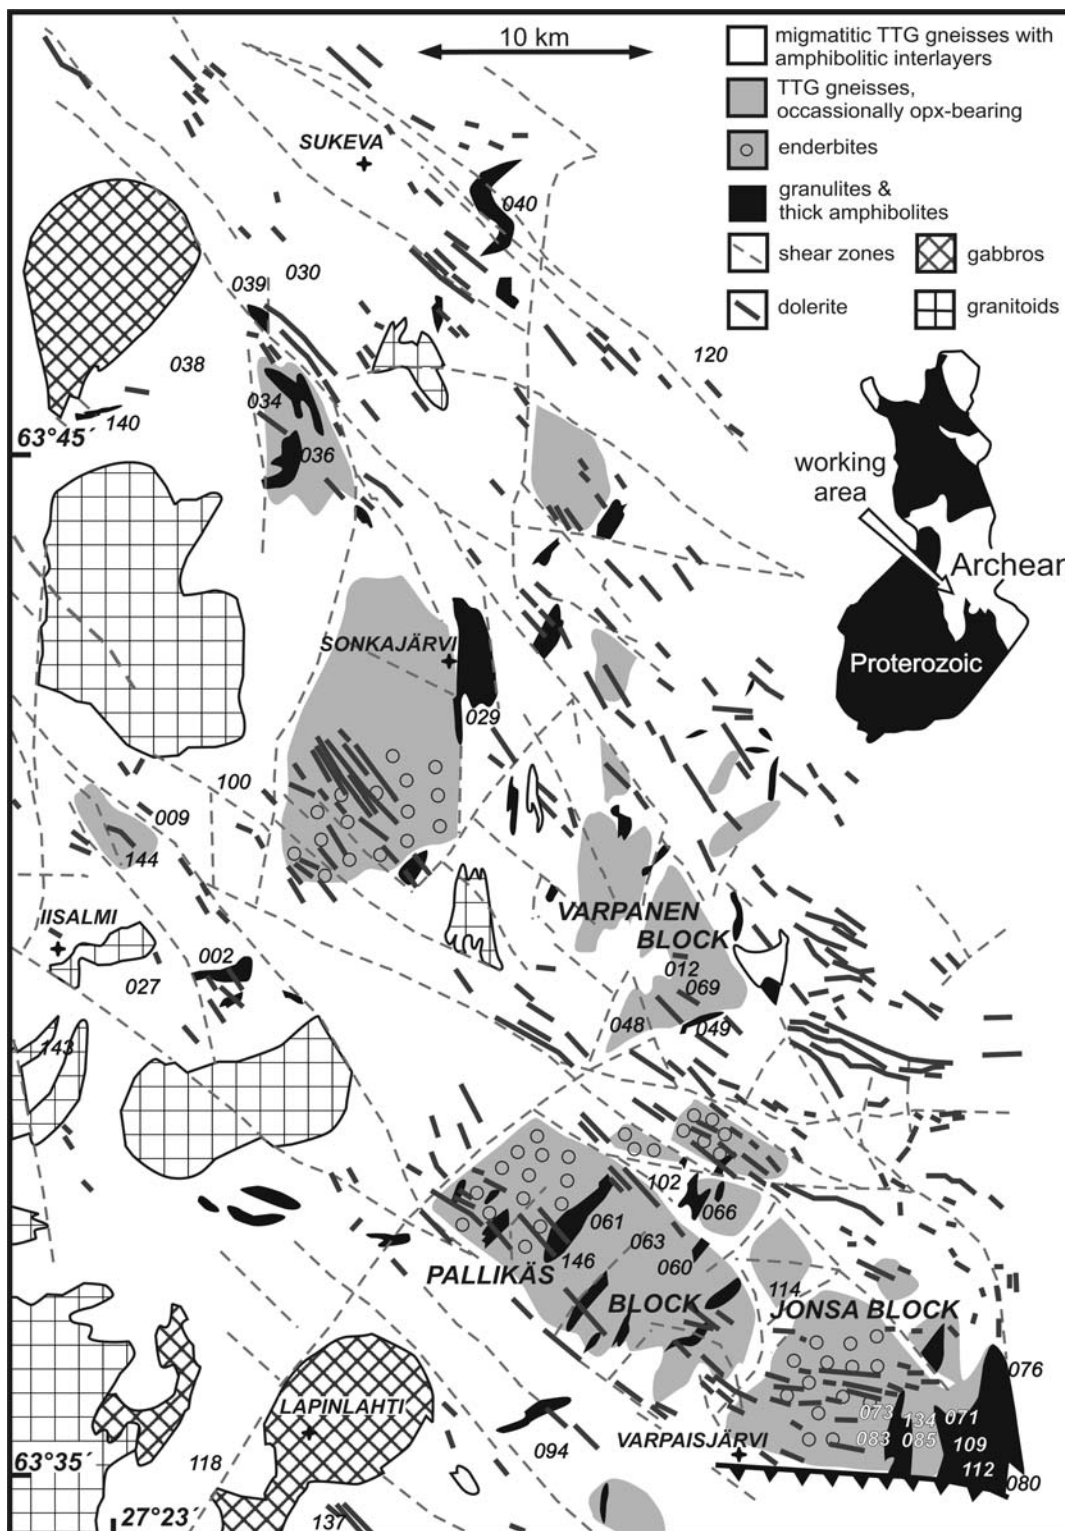 10 km
migmatitic TTG gneisses with
amphibolitic interlayers
TTG gneisses,
occassionally opx-bearing
enderbites
granulites &
thick amphibolites
shear zones
gabbros
dolerite
granitoids
SUKEVA
040
030
039
038
120
034
140
63°45´
036
working
area
Archean
Proterozoic
SONKAJÄRVI
029
100
009
144
IISALMI
VARPANEN
BLOCK
002
012
027
069
048
049
143
102
061
066
063
146
060
PALLIKÄS
BLOCK
114
JONSA BLOCK
076
LAPINLAHTI
073
134
071
083
085
109
VARPAISJÄRVI
094
112
118
080
63°35´
27°23´
137